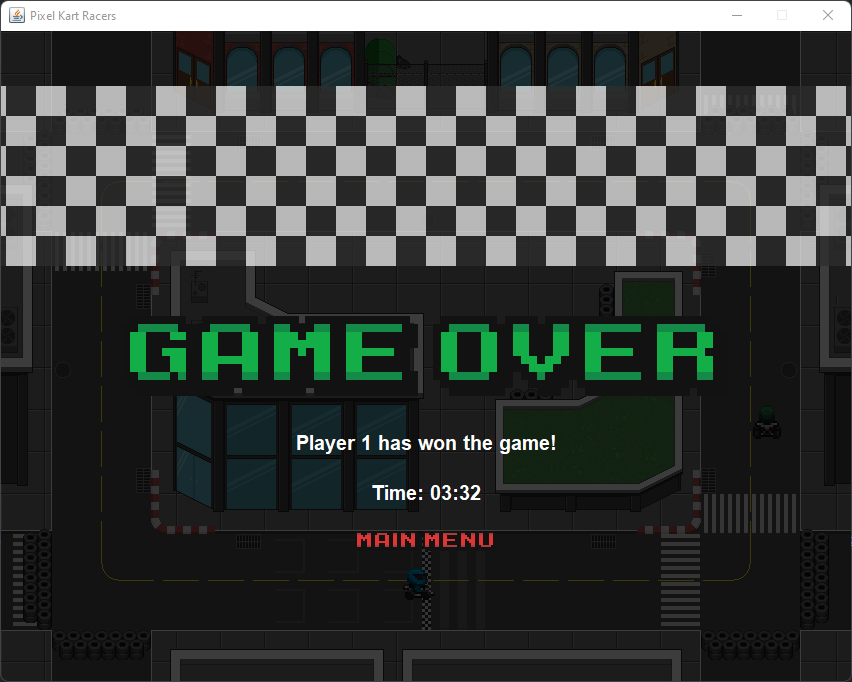 Pixel Kart Racers
GAME OVER
Player 1 has won the game!
Time: 03:32
MAIN MENU